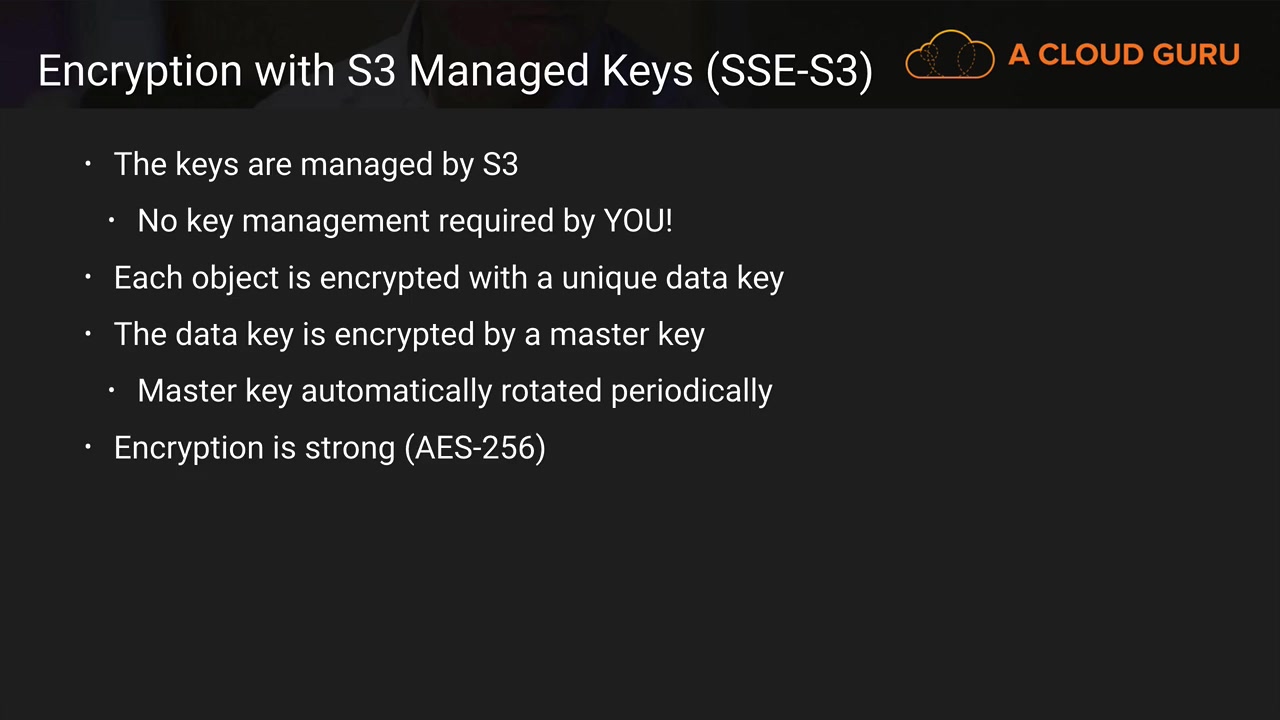 Encryption with S3 Managed Keys (SSE-S3)
A CLOUD GURU
· The keys are managed by S3
· No key management required by YOU!
· Each object is encrypted with a unique data key
· The data key is encrypted by a master key
· Master key automatically rotated periodically
· Encryption is strong (AES-256)